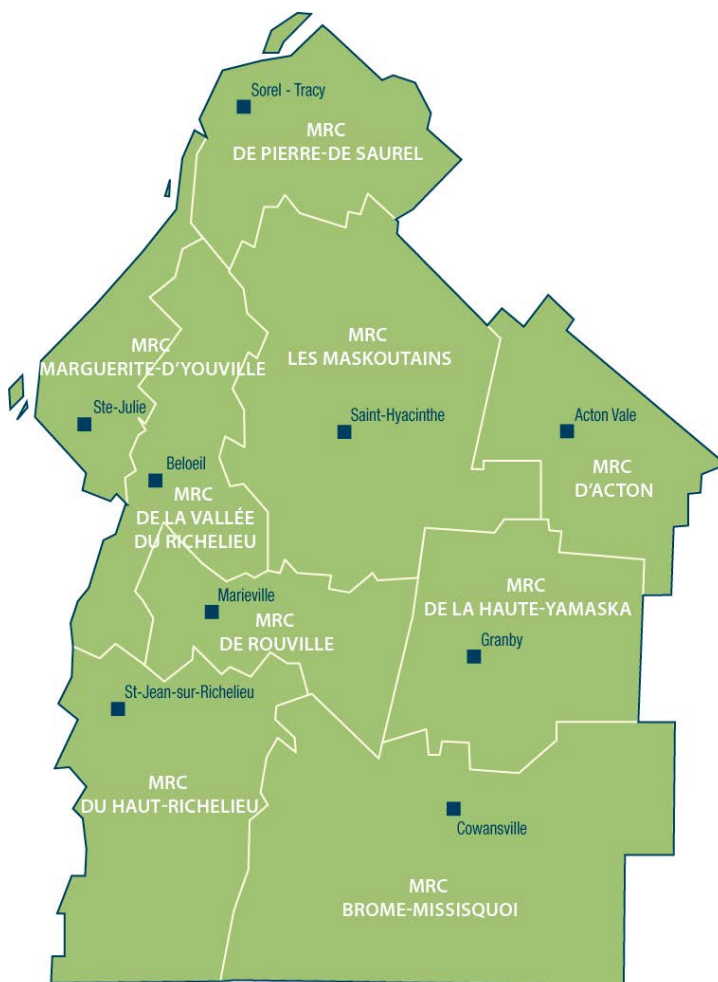 Sorel - Tracy
MRC
DE PIERRE-DE SAUREL
MRC
MARGUERITE-D'YOUVILLE
MRC
LES MASKOUTAINS
Ste-Julie
Saint-Hyacinthe
Acton Vale
Beloeil
MRC
D'ACTON
MRC
DE LA VALLÉE
DU RICHELIEU
MRC
DE LA HAUTE-YAMASKA
Marieville
MRC
DE ROUVILLE
Granby
St-Jean-sur-Richelieu
MRC
DU HAUT-RICHELIEU
Cowansville
MRC
BROME-MISSISQUOI